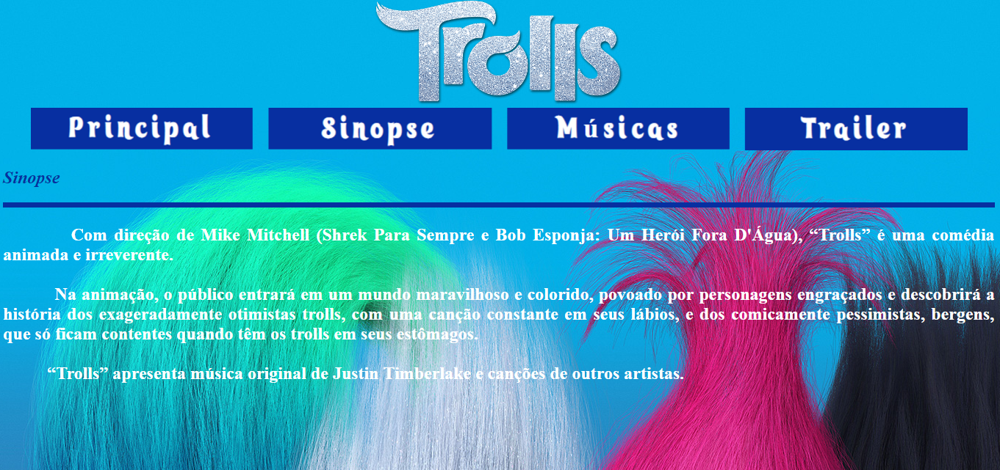 Trolls
Principal Sinopse Músicas Trailer
Sinopse
Com direção de Mike Mitchell (Shrek Para Sempre e Bob Esponja: Um Herói Fora D'Água), “Trolls” é uma comédia
animada e irreverente.
Na animação, o público entrará em um mundo maravilhoso e colorido, povoado por personagens engraçados e descobrirá a
história dos exageradamente otimistas trolls, com uma canção constante em seus lábios, e dos comicamente pessimistas, bergens,
que só ficam contentes quando têm os trolls em seus estômagos.
“Trolls” apresenta música original de Justin Timberlake e canções de outros artistas.